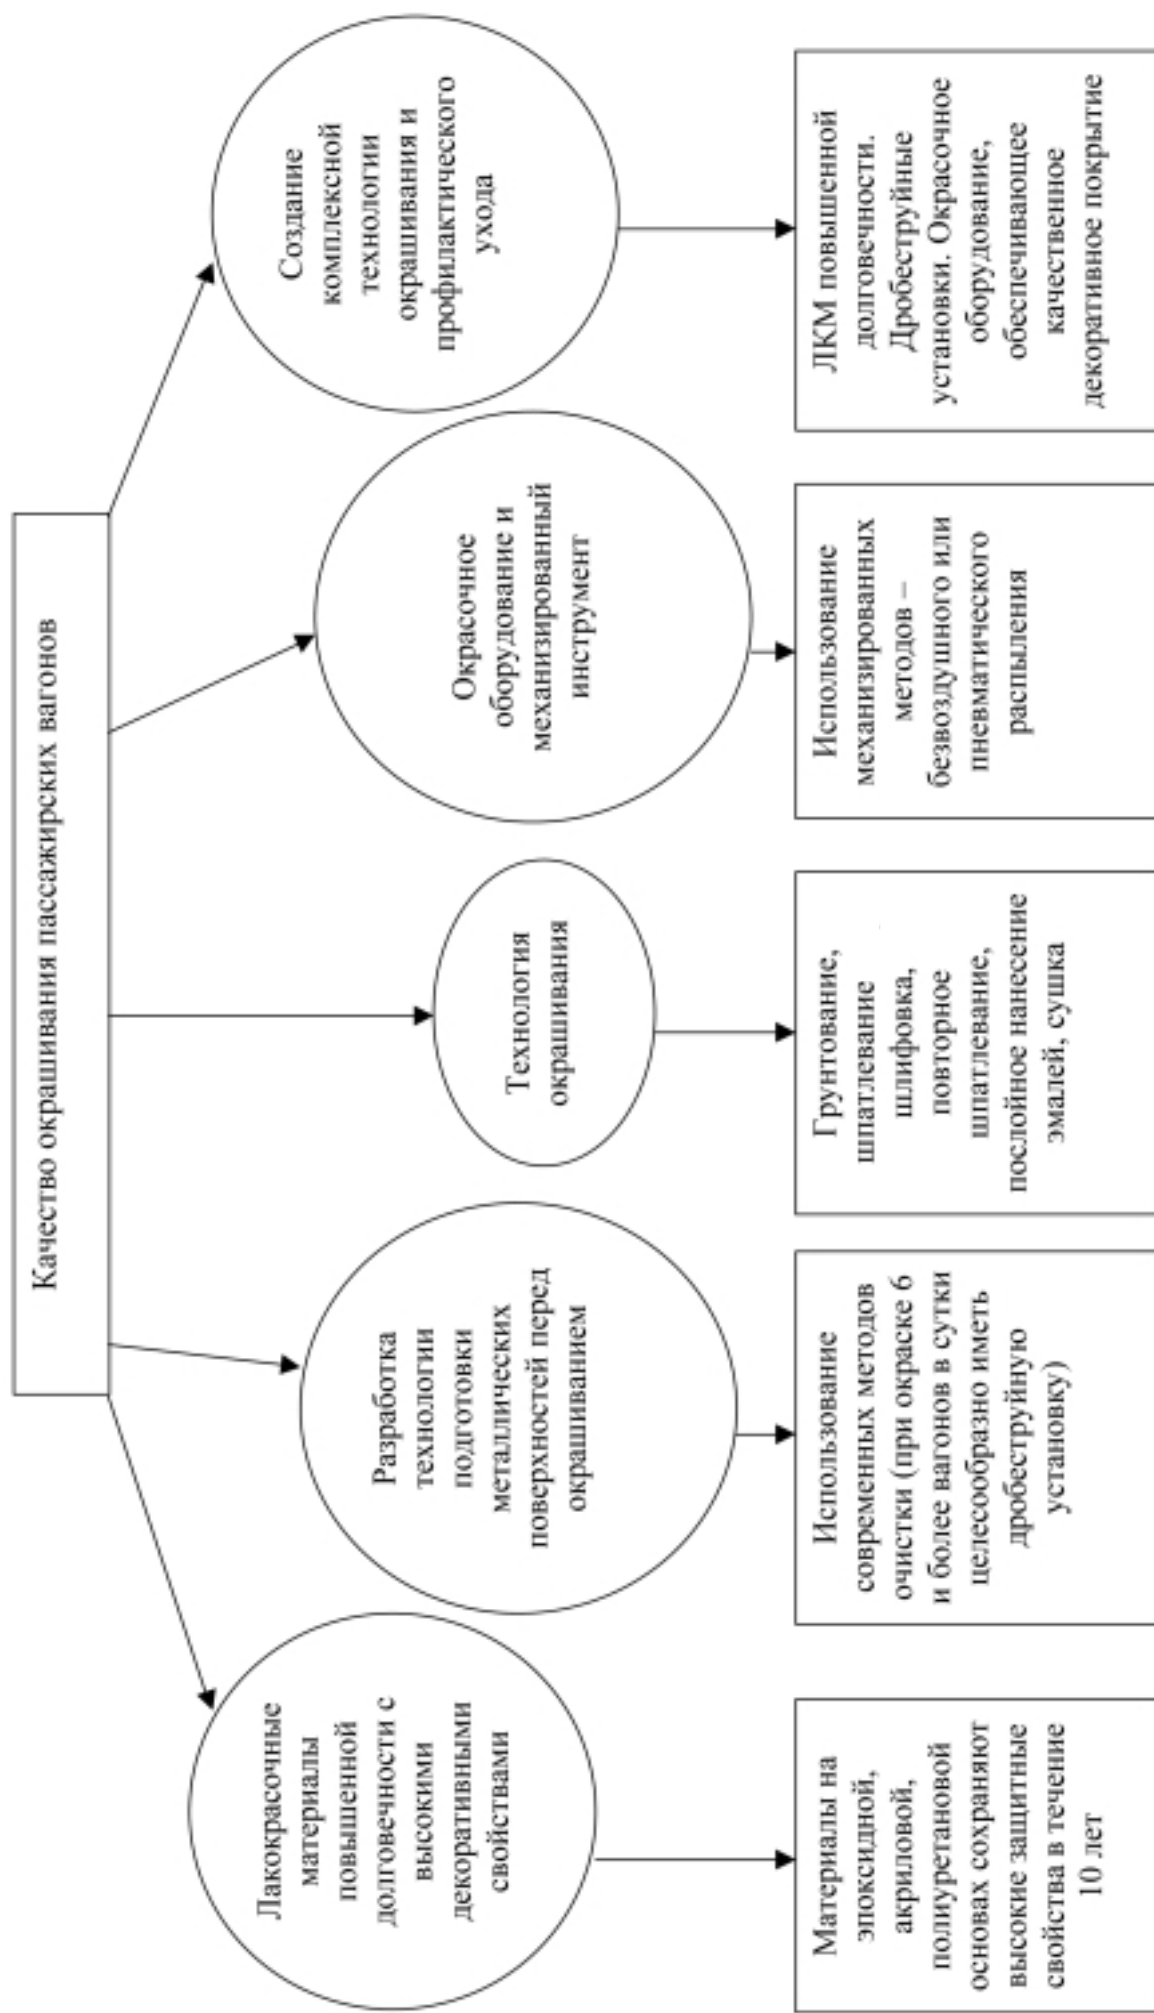 Качество окрашивания пассажирских вагонов
Лакокрасочные
материалы
повышенной
долговечности с
высокими
декоративными
свойствами
Разработка
технологии
подготовки
металлических
поверхностей перед
окрашиванием
Технология
окрашивания
Окрасочное
оборудование и
механизированный
инструмент
Создание
комплексной
технологии
окрашивания и
профилактического
ухода
Материалы на
эпоксидной,
акриловой,
полиуретановой
основах сохраняют
высокие защитные
свойства в течение
10 лет
Использование
современных методов
очистки (при окраске 6
и более вагонов в сутки
целесообразно иметь
дробеструйную
установку)
Грунтование,
шпатлевание
шлифовка,
повторное
шпатлевание,
послойное нанесение
эмалей, сушка
Использование
механизированных
методов –
безвоздушного или
пневматического
распыления
ЛКМ повышенной
долговечности.
Дробеструйные
установки. Окрасочное
оборудование,
обеспечивающее
качественное
декоративное покрытие